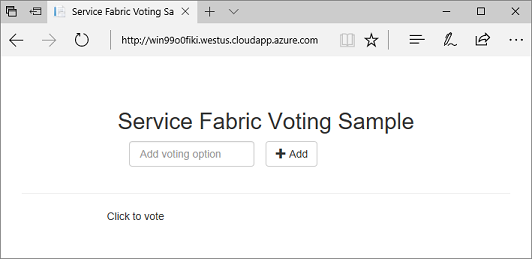 Service Fabric Voting Sa
http://win99o0fiki.westus.cloudapp.azure.com
Service Fabric Voting Sample
Add voting option
Add
Click to vote